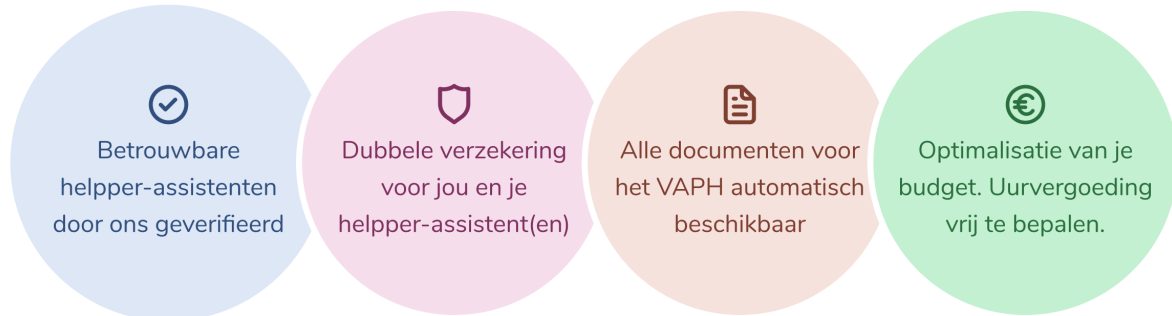 Betrouwbare
helpper-assistenten
door ons geverifieerd
Dubbele verzekering
voor jou en je
helpper-assistent(en)
Alle documenten voor
het VAPH automatisch
beschikbaar
Optimalisatie van je
budget. Uurvergoeding
vrij te bepalen.